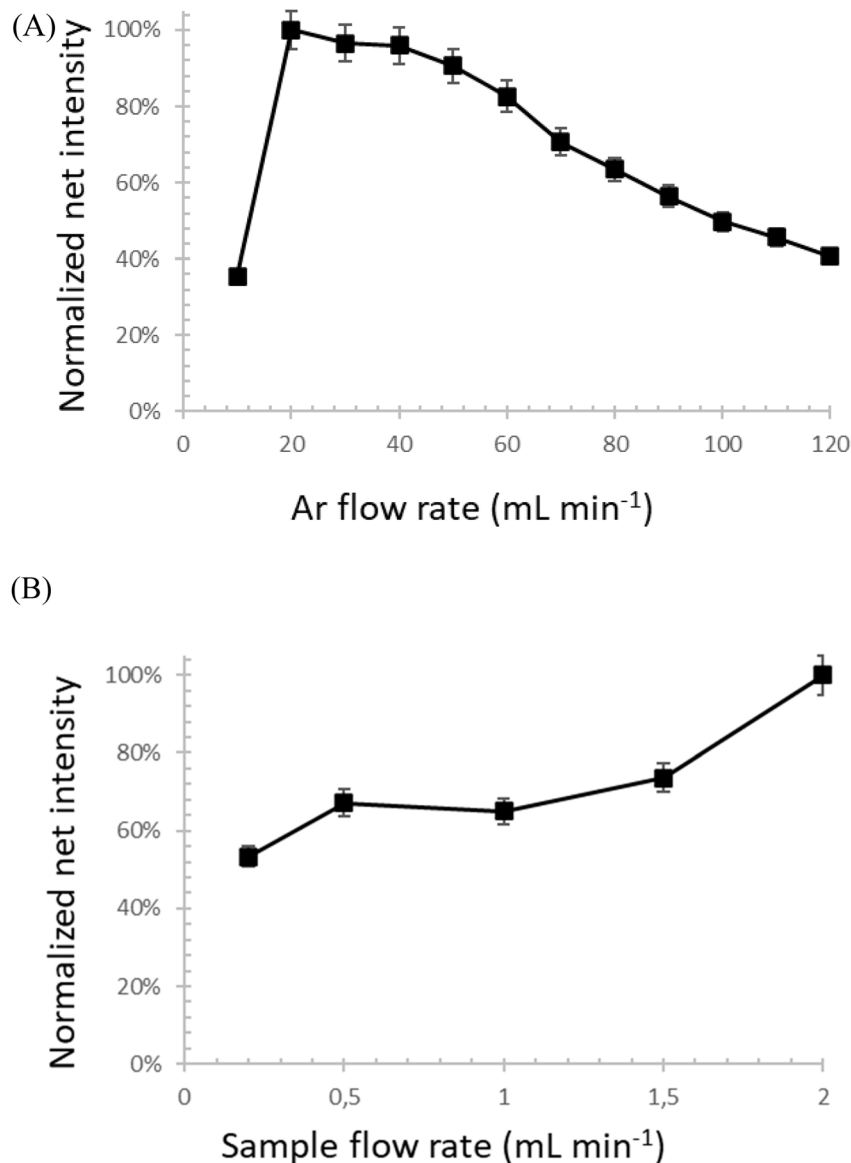 (A)
Normalized net intensity
100%
80%
60%
40%
20%
0%
0 20 40 60 80 100 120
Ar flow rate (mL min⁻¹)
(B)
Normalized net intensity
100%
80%
60%
40%
20%
0%
0 0,5 1 1,5 2
Sample flow rate (mL min⁻¹)